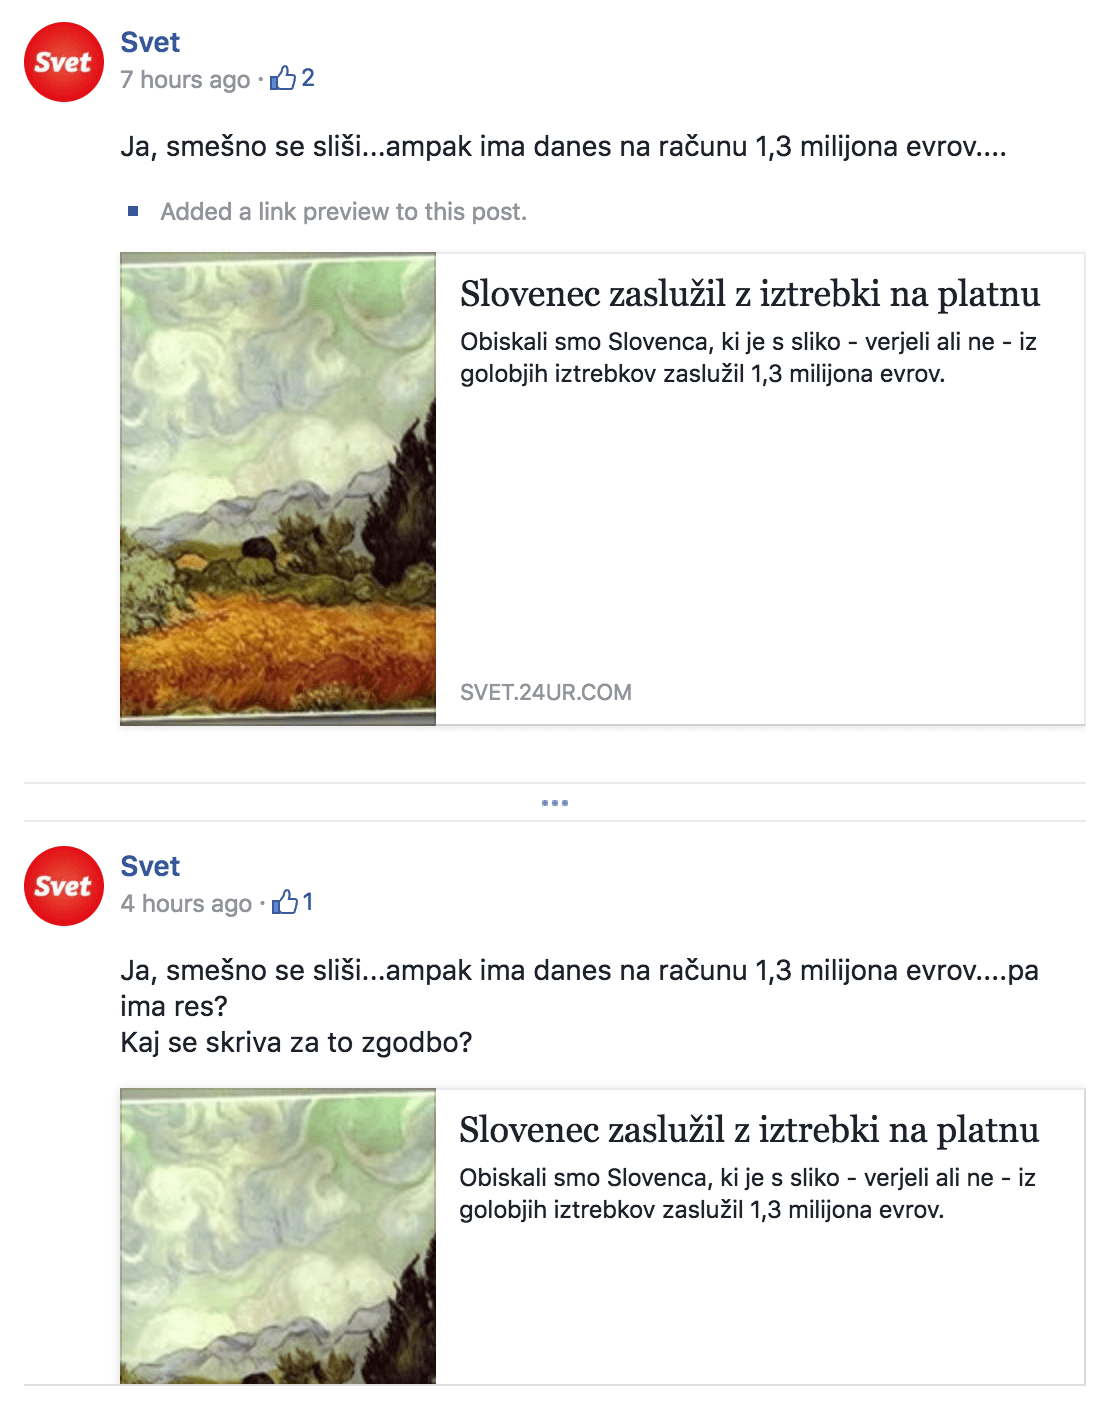 Svet
Svet
7 hours ago · 2
Ja, smešno se sliši...ampak ima danes na računu 1,3 milijona evrov....
Added a link preview to this post.
Slovenec zaslužil z iztrebki na platnu
Obiskali smo Slovenca, ki je s sliko - verjeli ali ne - iz
golobjih iztrebkov zaslužil 1,3 milijona evrov.
SVET.24UR.COM
Svet
Svet
4 hours ago · 1
Ja, smešno se sliši...ampak ima danes na računu 1,3 milijona evrov....pa
ima res?
Kaj se skriva za to zgodbo?
Slovenec zaslužil z iztrebki na platnu
Obiskali smo Slovenca, ki je s sliko - verjeli ali ne - iz
golobjih iztrebkov zaslužil 1,3 milijona evrov.